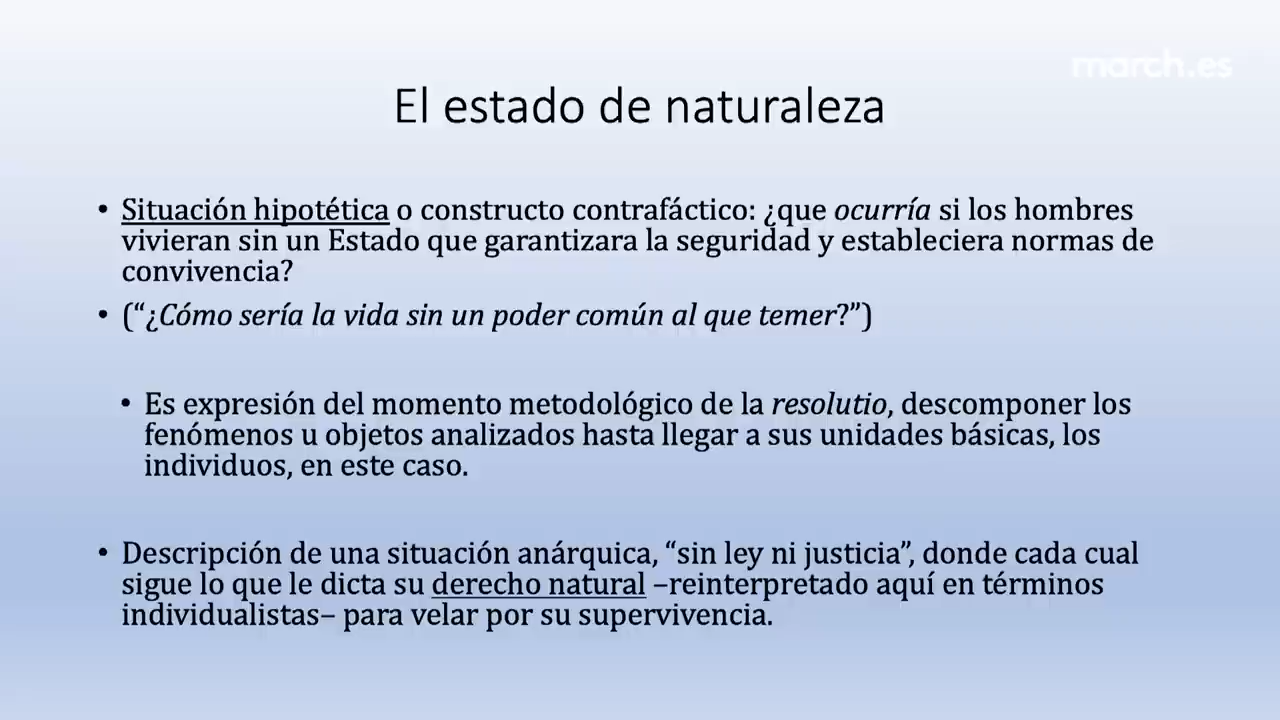 march.es
El estado de naturaleza
• Situación hipotética o constructo contrafáctico: ¿que ocurría si los hombres
vivieran sin un Estado que garantizara la seguridad y estableciera normas de
convivencia?
• (“¿Cómo sería la vida sin un poder común al que temer?”)
• Es expresión del momento metodológico de la resolutio, descomponer los
fenómenos u objetos analizados hasta llegar a sus unidades básicas, los
individuos, en este caso.
• Descripción de una situación anárquica, “sin ley ni justicia”, donde cada cual
sigue lo que le dicta su derecho natural –reinterpretado aquí en términos
individualistas– para velar por su supervivencia.